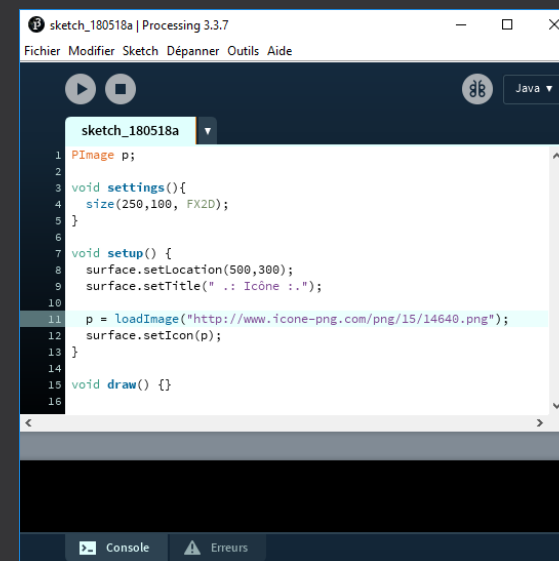 sketch_180518a | Processing 3.3.7
Fichier Modifier Sketch Dépanner Outils Aide
Java ▼
sketch_180518a ▼
1 PImage p;
2
3 void settings(){
4   size(250,100, FX2D);
5 }
6
7 void setup() {
8   surface.setLocation(500,300);
9   surface.setTitle(" .: Icône :.");
10
11   p = loadImage("http://www.icone-png.com/png/15/14640.png");
12   surface.setIcon(p);
13 }
14
15 void draw() {}
16
Console Erreurs